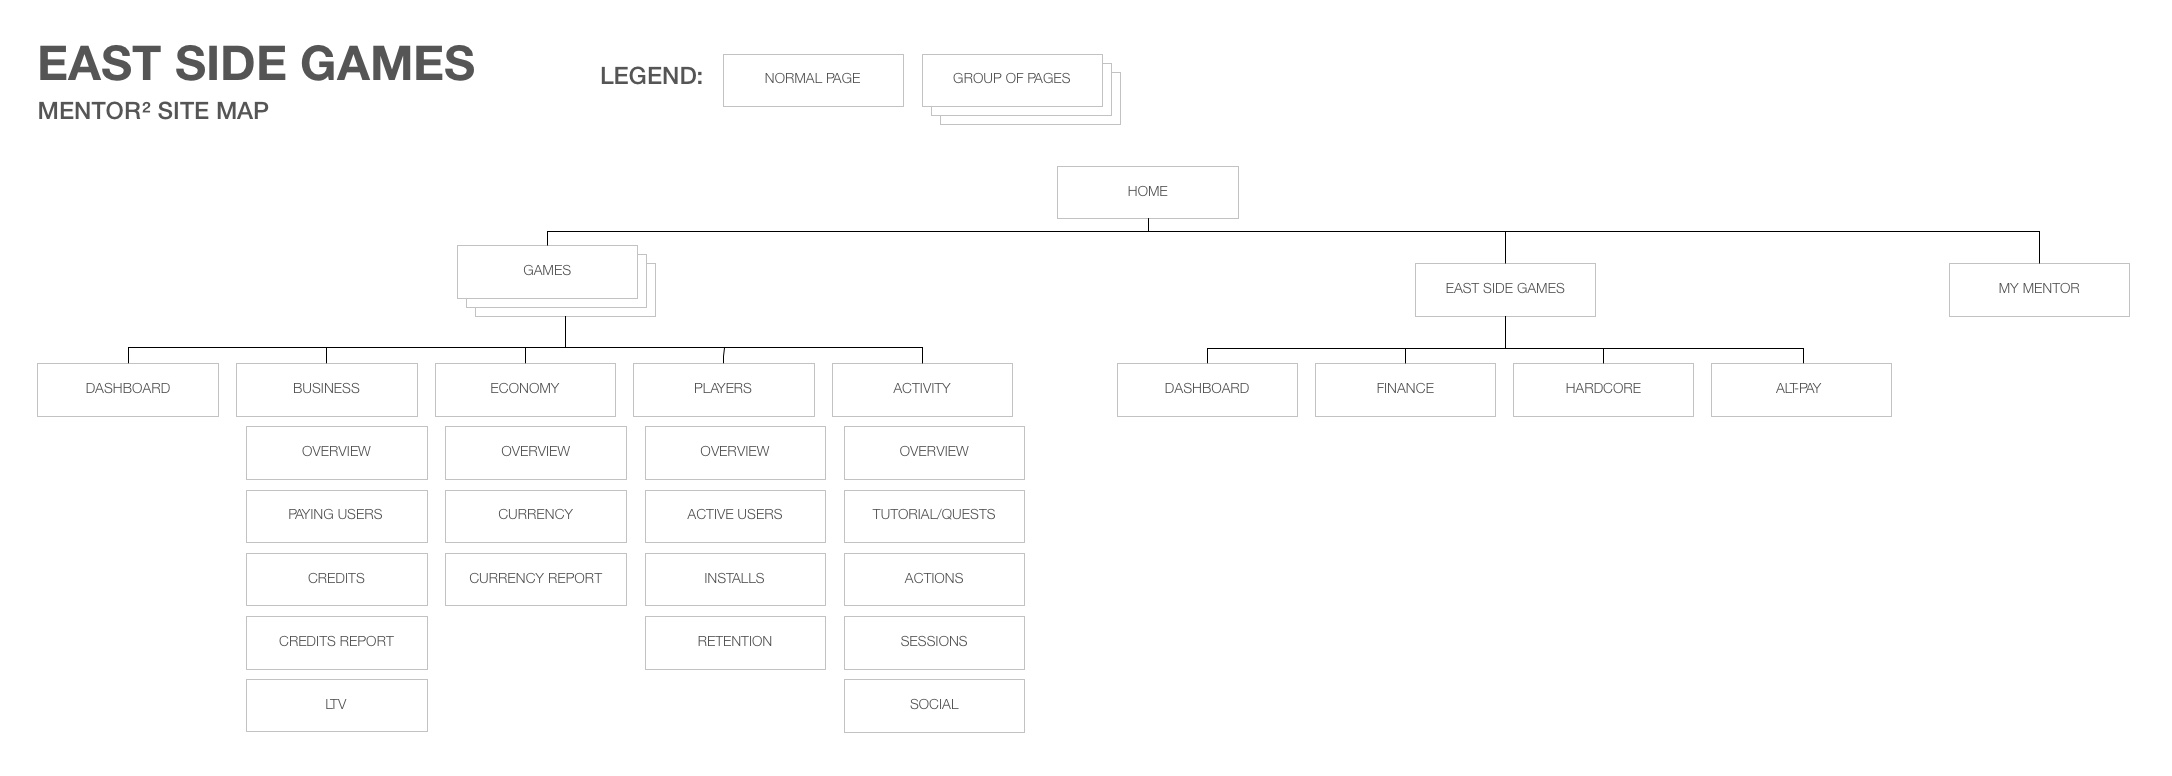 EAST SIDE GAMES
MENTOR² SITE MAP
LEGEND:
NORMAL PAGE
GROUP OF PAGES
HOME
GAMES
EAST SIDE GAMES
MY MENTOR
DASHBOARD
BUSINESS
ECONOMY
PLAYERS
ACTIVITY
DASHBOARD
FINANCE
HARDCORE
ALT-PAY
OVERVIEW
OVERVIEW
OVERVIEW
OVERVIEW
PAYING USERS
CURRENCY
ACTIVE USERS
TUTORIAL/QUESTS
CREDITS
CURRENCY REPORT
INSTALLS
ACTIONS
CREDITS REPORT
RETENTION
SESSIONS
LTV
SOCIAL